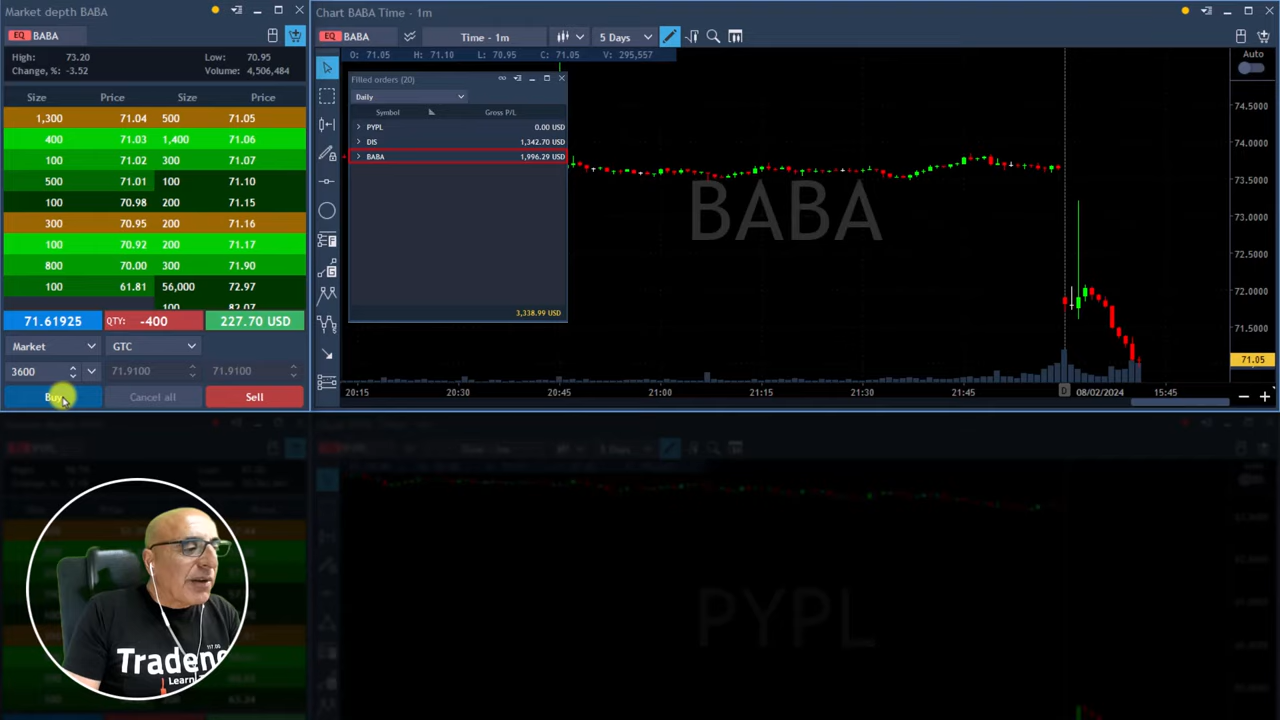 Market depth BABA
EQ BABA
High: 73.20 Low: 70.95
Change, %: -3.52 Volume: 4,506,484
Size Price Size Price
1,300 71.04 500 71.05
400 71.03 1,400 71.06
100 71.02 300 71.07
500 71.01 100 71.10
100 70.98 200 71.15
300 70.95 200 71.16
100 70.92 200 71.17
800 70.00 300 71.90
100 61.81 56,000 72.97
100 82.07
71.61925 QTY: -400 227.70 USD
Market GTC
3600 71.9100 71.9100
Buy Cancel all Sell
Chart BABA Time - 1m
EQ BABA Time - 1m 5 Days
O: 71.05 H: 71.10 L: 70.95 C: 71.05 V: 295,557
Auto
Filled orders (20)
Daily
Symbol Gross P/L
PYPL 0.00 USD
DIS 1,342.70 USD
BABA 1,996.29 USD
3,338.99 USD
BABA
74.5000
74.0000
73.5000
73.0000
72.5000
72.0000
71.5000
71.05
20:15 20:45 21:00 21:15 21:30 21:45 D 08/02/2024 15:45
PYPL
Tradenet